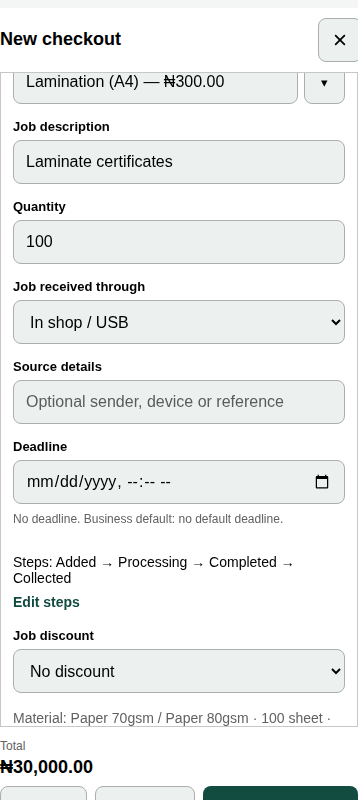 New checkout
✕
Lamination (A4) — ₦300.00
▼
Job description
Laminate certificates
Quantity
100
Job received through
In shop / USB
Source details
Optional sender, device or reference
Deadline
mm/dd/yyyy, --:-- --
No deadline. Business default: no default deadline.
Steps: Added → Processing → Completed →
Collected
Edit steps
Job discount
No discount
Material: Paper 70gsm / Paper 80gsm · 100 sheet ·
Total
₦30,000.00